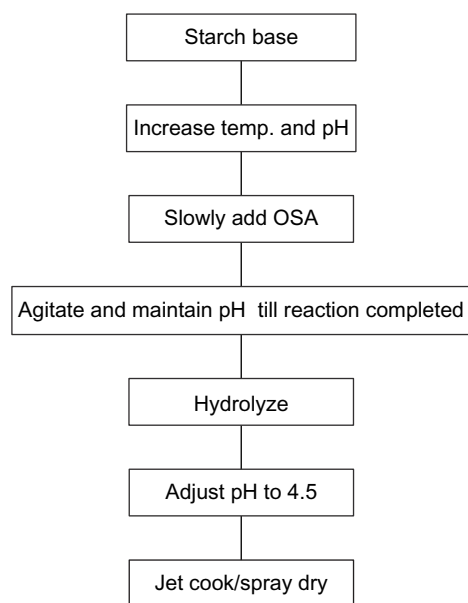 Starch base
Increase temp. and pH
Slowly add OSA
Agitate and maintain pH till reaction completed
Hydrolyze
Adjust pH to 4.5
Jet cook/spray dry